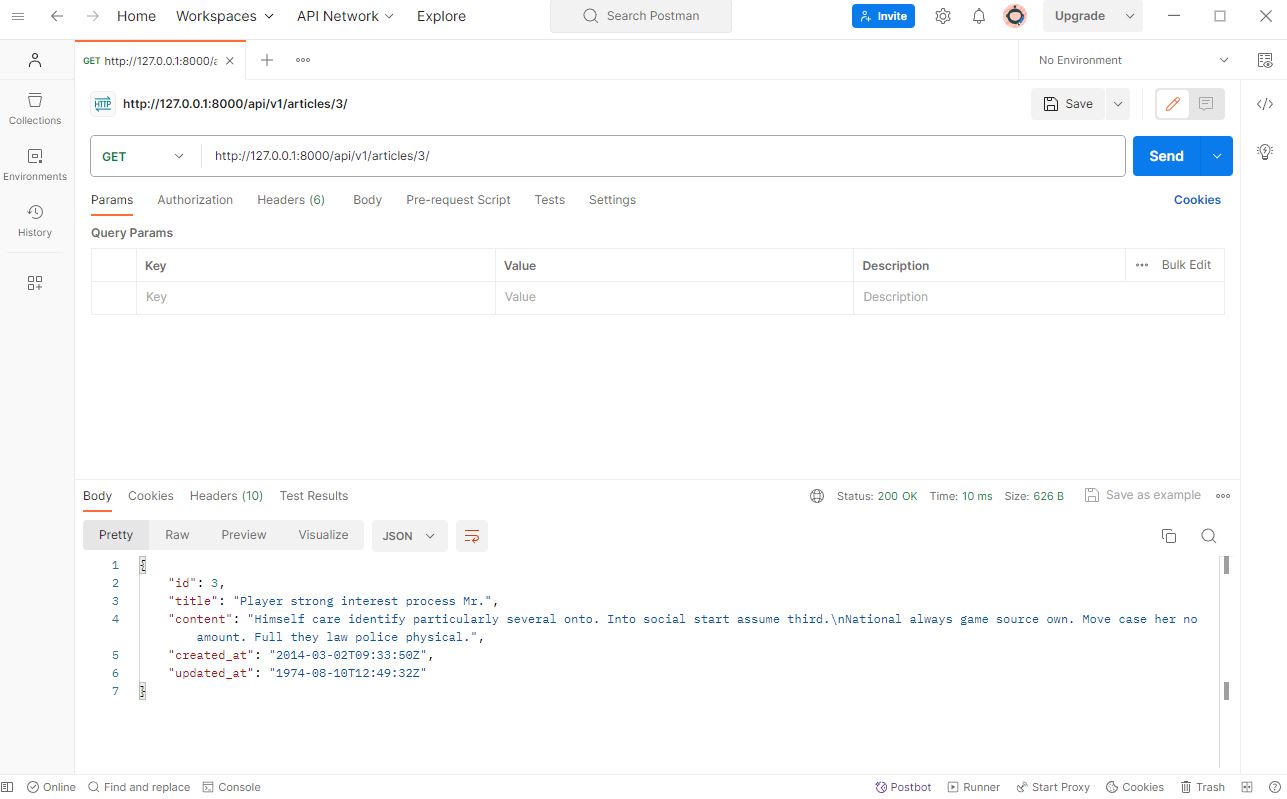 Home Workspaces API Network Explore Search Postman Invite Upgrade
GET http://127.0.0.1:8000/a No Environment
HTTP http://127.0.0.1:8000/api/v1/articles/3/ Save
Collections
GET http://127.0.0.1:8000/api/v1/articles/3/ Send
Environments
Params Authorization Headers (6) Body Pre-request Script Tests Settings Cookies
History
Query Params
Key Value Description Bulk Edit
Key Value Description
Body Cookies Headers (10) Test Results Status: 200 OK Time: 10 ms Size: 626 B Save as example
Pretty Raw Preview Visualize JSON
1 {
2 "id": 3,
3 "title": "Player strong interest process Mr.",
4 "content": "Himself care identify particularly several onto. Into social start assume third.\nNational always game source own. Move case her no
amount. Full they law police physical.",
5 "created_at": "2014-03-02T09:33:50Z",
6 "updated_at": "1974-08-10T12:49:32Z"
7 }
Online Find and replace Console Postbot Runner Start Proxy Cookies Trash